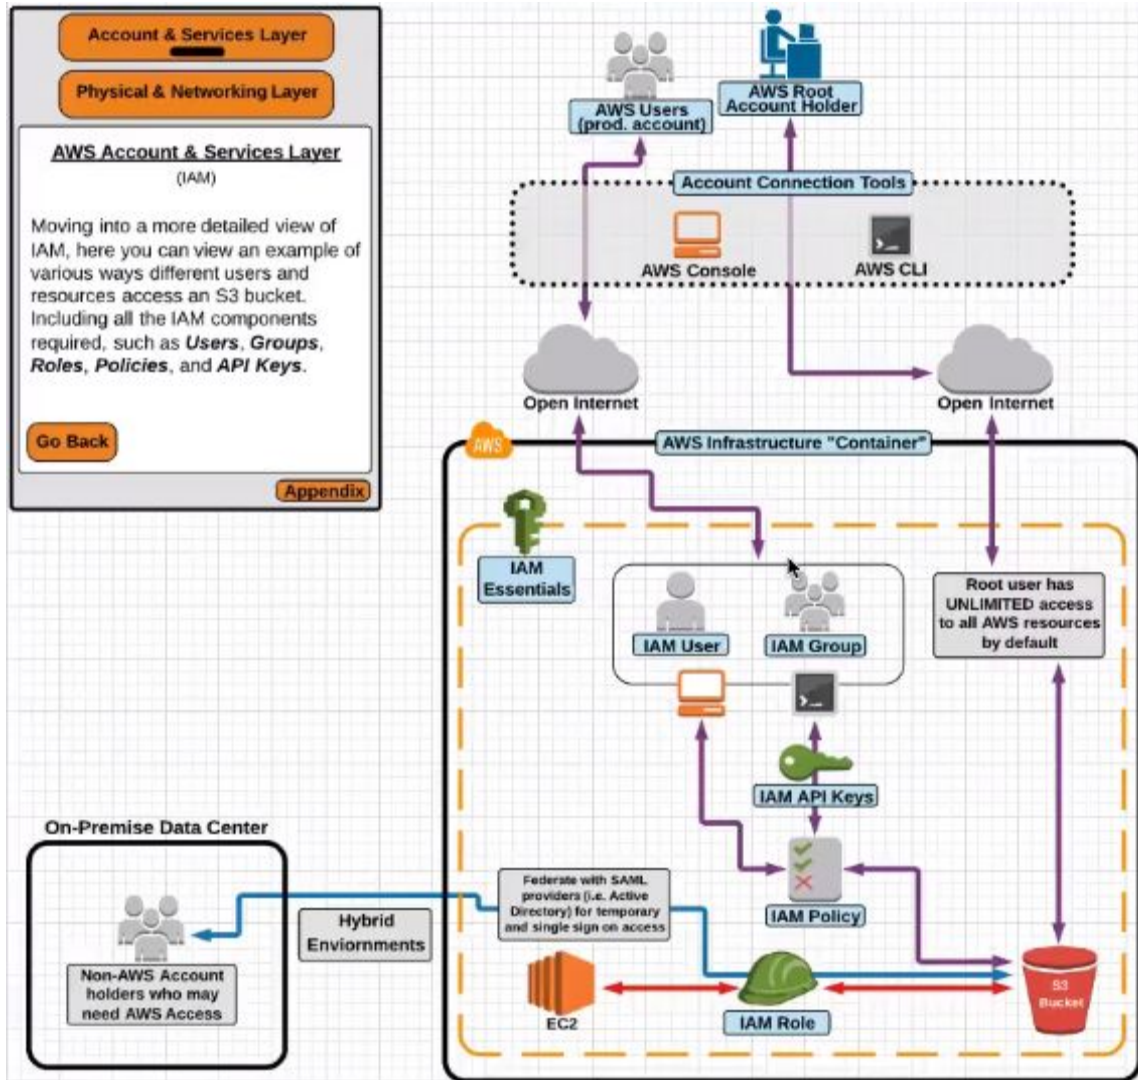 Account & Services Layer
Physical & Networking Layer
AWS Account & Services Layer
(IAM)
Moving into a more detailed view of
IAM, here you can view an example of
various ways different users and
resources access an S3 bucket.
Including all the IAM components
required, such as Users, Groups,
Roles, Policies, and API Keys.
Go Back
Appendix
AWS Users
(prod. account)
AWS Root
Account Holder
Account Connection Tools
AWS Console
AWS CLI
Open Internet
Open Internet
AWS
AWS Infrastructure "Container"
IAM
Essentials
IAM User
IAM Group
Root user has
UNLIMITED access
to all AWS resources
by default
IAM API Keys
IAM Policy
On-Premise Data Center
Non-AWS Account
holders who may
need AWS Access
Hybrid
Enviornments
Federate with SAML
providers (i.e. Active
Directory) for temporary
and single sign on access
EC2
IAM Role
S3
Bucket